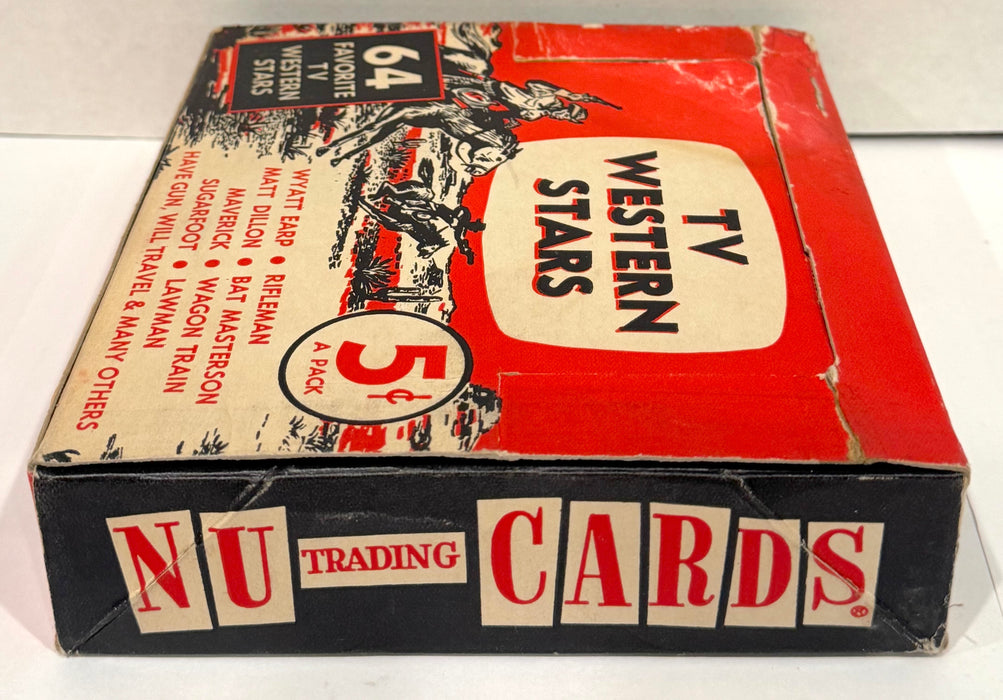 64
FAVORITE
TV
WESTERN
STARS
TV
WESTERN
STARS
WYATT EARP • RIFLEMAN
MATT DILLON • BAT MASTERSON
MAVERICK • WAGON TRAIN
SUGARFOOT • LAWMAN
HAVE GUN, WILL TRAVEL & MANY OTHERS
5¢
A PACK
NU-CARDS®
TRADING